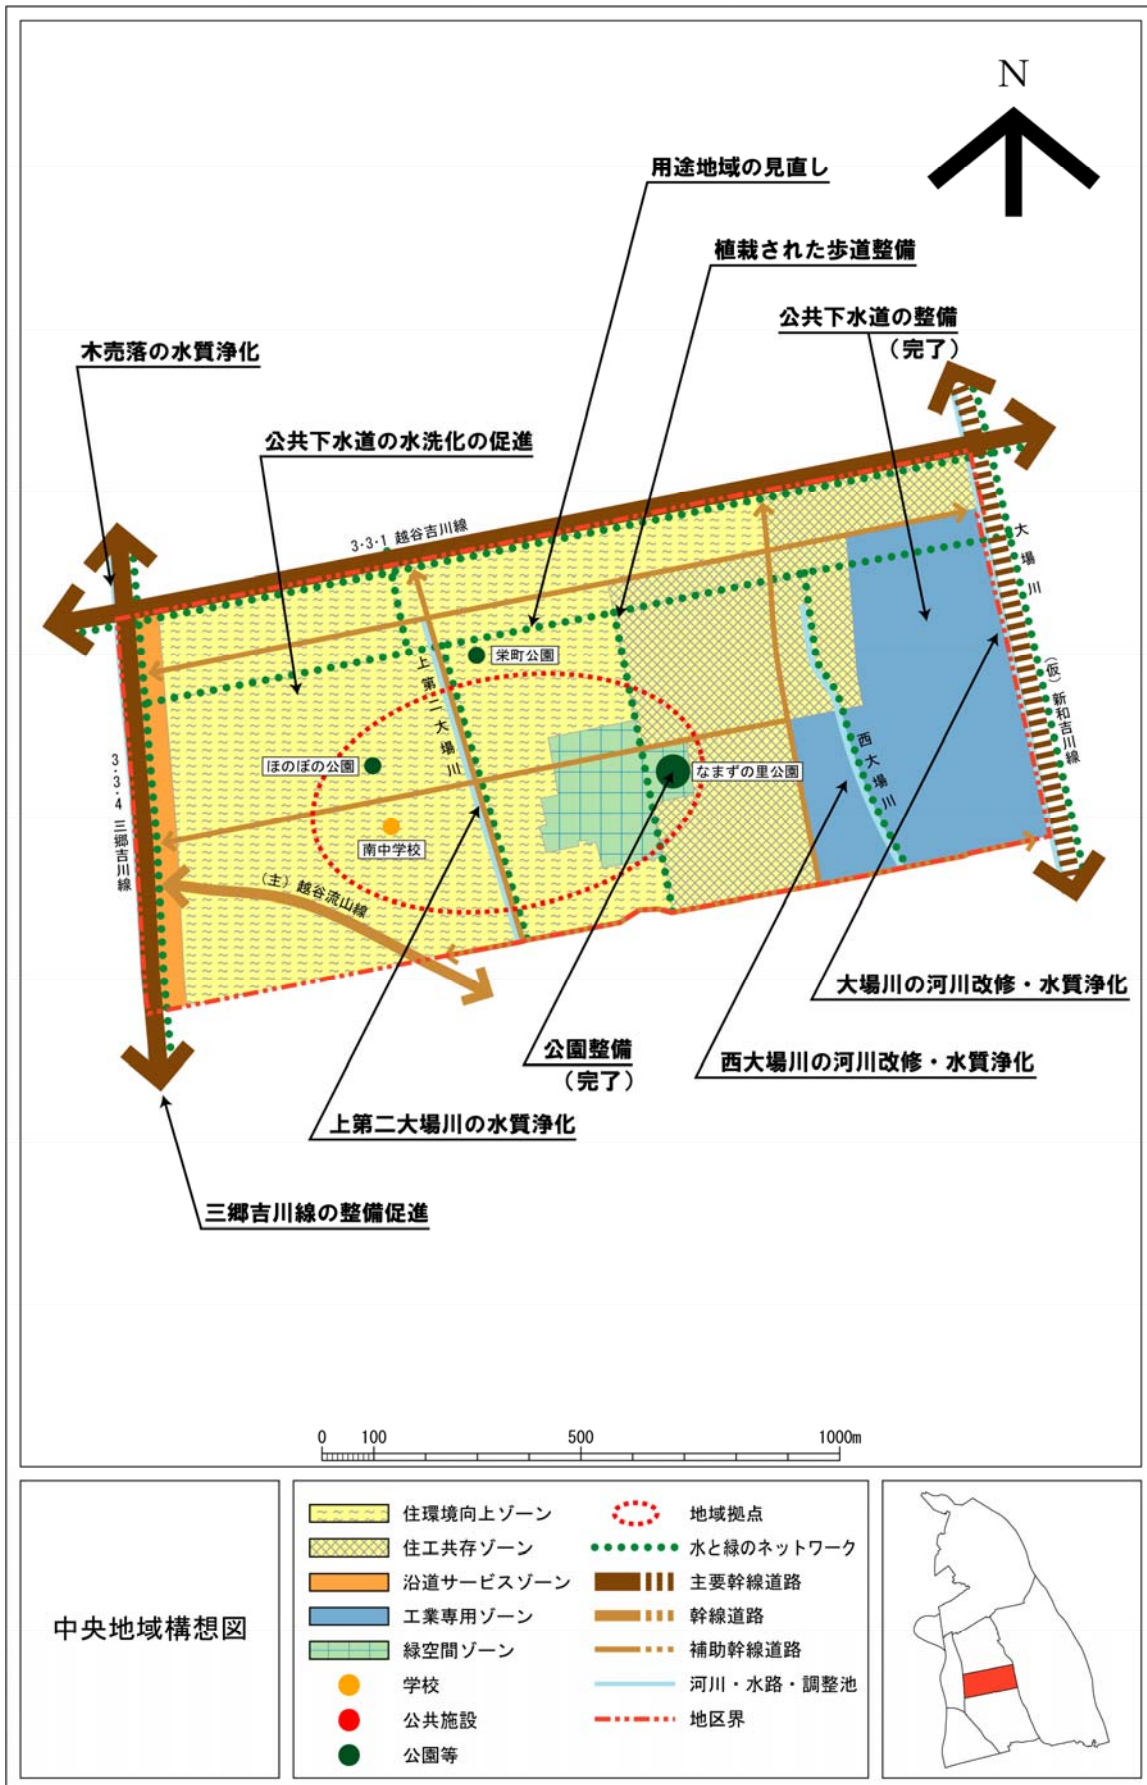 N
用途地域の見直し
植栽された歩道整備
公共下水道の整備
(完了)
木売落の水質浄化
公共下水道の水洗化の促進
3・3・1 越谷吉川線
大場川
栄町公園
上第二大場川
(仮)新和吉川線
ほのぼの公園
なまずの里公園
西大場川
3・3・4 三郷吉川線
南中学校
(主)越谷流山線
大場川の河川改修・水質浄化
公園整備
(完了)
西大場川の河川改修・水質浄化
上第二大場川の水質浄化
三郷吉川線の整備促進
0 100 500 1000m
中央地域構想図
住環境向上ゾーン
住工共存ゾーン
沿道サービスゾーン
工業専用ゾーン
緑空間ゾーン
学校
公共施設
公園等
地域拠点
水と緑のネットワーク
主要幹線道路
幹線道路
補助幹線道路
河川・水路・調整池
地区界